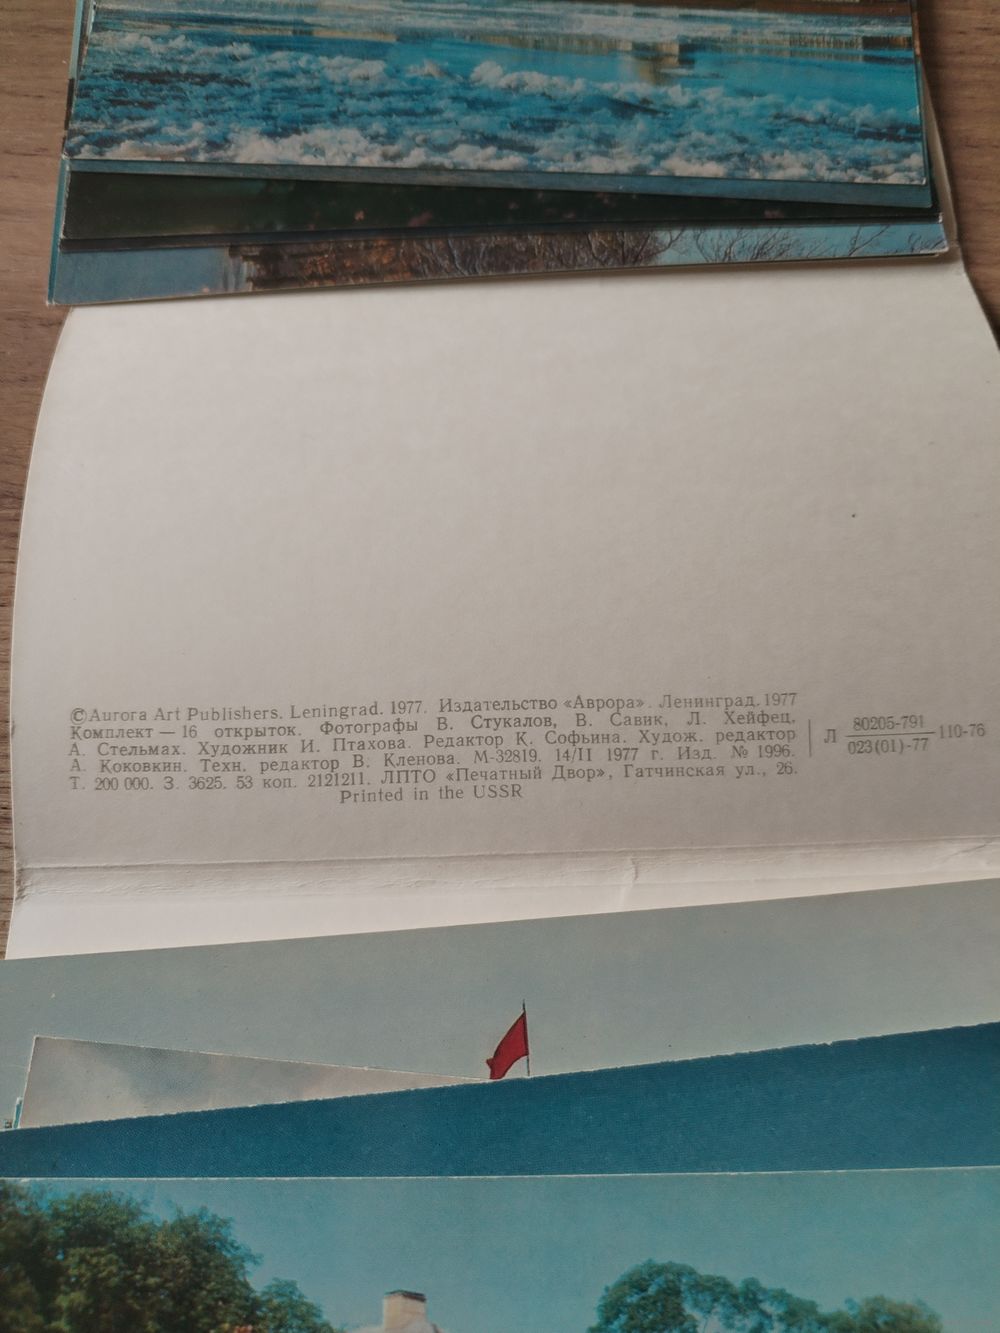 ©Aurora Art Publishers. Leningrad. 1977. Издательство «Аврора». Ленинград. 1977
Комплект — 16 открыток. Фотографы В. Стукалов, В. Савик, Л. Хейфец,
А. Стельмах. Художник И. Птахова. Редактор К. Софьина. Худож. редактор
А. Коковкин. Техн. редактор В. Кленова. М-32819. 14/II 1977 г. Изд. № 1996.
Т. 200 000. З. 3625. 53 коп. 2121211. ЛПТО «Печатный Двор», Гатчинская ул., 26.
Printed in the USSR
Л 80205-791
023(01)-77
110-76